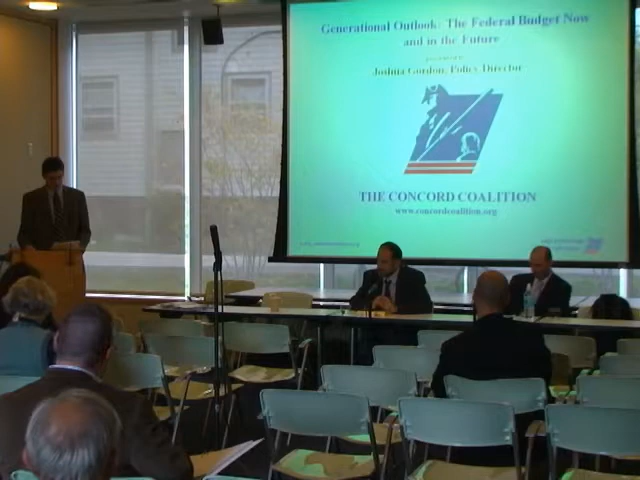 Generational Outlook: The Federal Budget Now
and in the Future
Joshua Gordon, Policy Director
THE CONCORD COALITION
www.concordcoalition.org